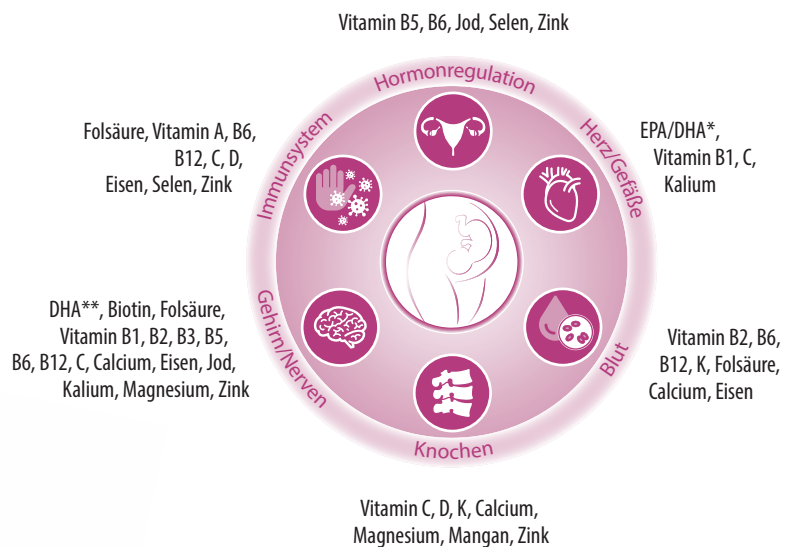 Vitamin B5, B6, Jod, Selen, Zink
Hormonregulation
Folsäure, Vitamin A, B6,
B12, C, D,
Eisen, Selen, Zink
Immunsystem
EPA/DHA*,
Vitamin B1, C,
Kalium
Herz/Gefäße
DHA**, Biotin, Folsäure,
Vitamin B1, B2, B3, B5,
B6, B12, C, Calcium, Eisen, Jod,
Kalium, Magnesium, Zink
Gehirn/Nerven
Vitamin B2, B6,
B12, K, Folsäure,
Calcium, Eisen
Blut
Knochen
Vitamin C, D, K, Calcium,
Magnesium, Mangan, Zink